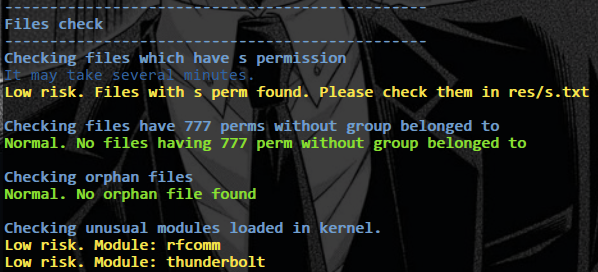 -----------------------------------------------
Files check
-----------------------------------------------
Checking files which have s permission
It may take several minutes.
Low risk. Files with s perm found. Please check them in res/s.txt
Checking files have 777 perms without group belonged to
Normal. No files having 777 perm without group belonged to
Checking orphan files
Normal. No orphan file found
Checking unusual modules loaded in kernel.
Low risk. Module: rfcomm
Low risk. Module: thunderbolt